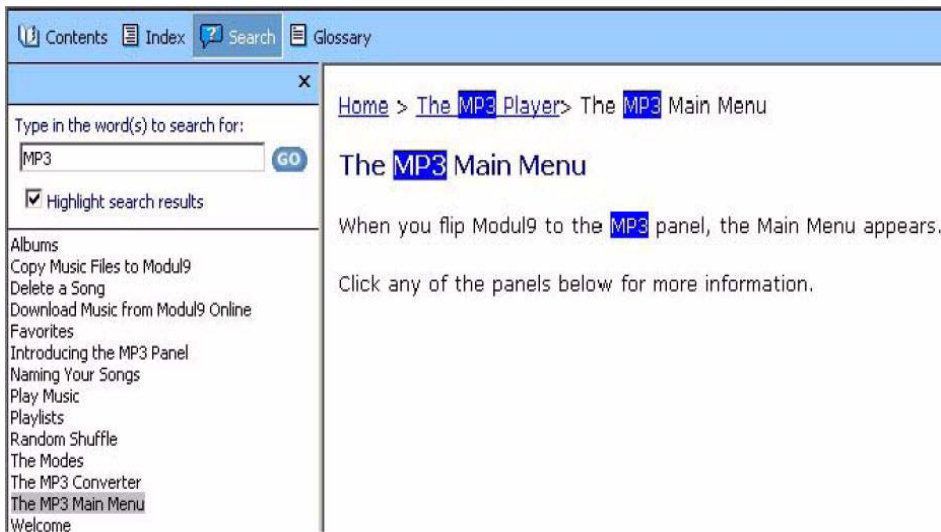 Contents Index Search Glossary
x
Type in the word(s) to search for:
MP3 GO
Highlight search results
Albums
Copy Music Files to Modul9
Delete a Song
Download Music from Modul9 Online
Favorites
Introducing the MP3 Panel
Naming Your Songs
Play Music
Playlists
Random Shuffle
The Modes
The MP3 Converter
The MP3 Main Menu
Welcome
Home > The MP3 Player> The MP3 Main Menu
The MP3 Main Menu
When you flip Modul9 to the MP3 panel, the Main Menu appears.
Click any of the panels below for more information.